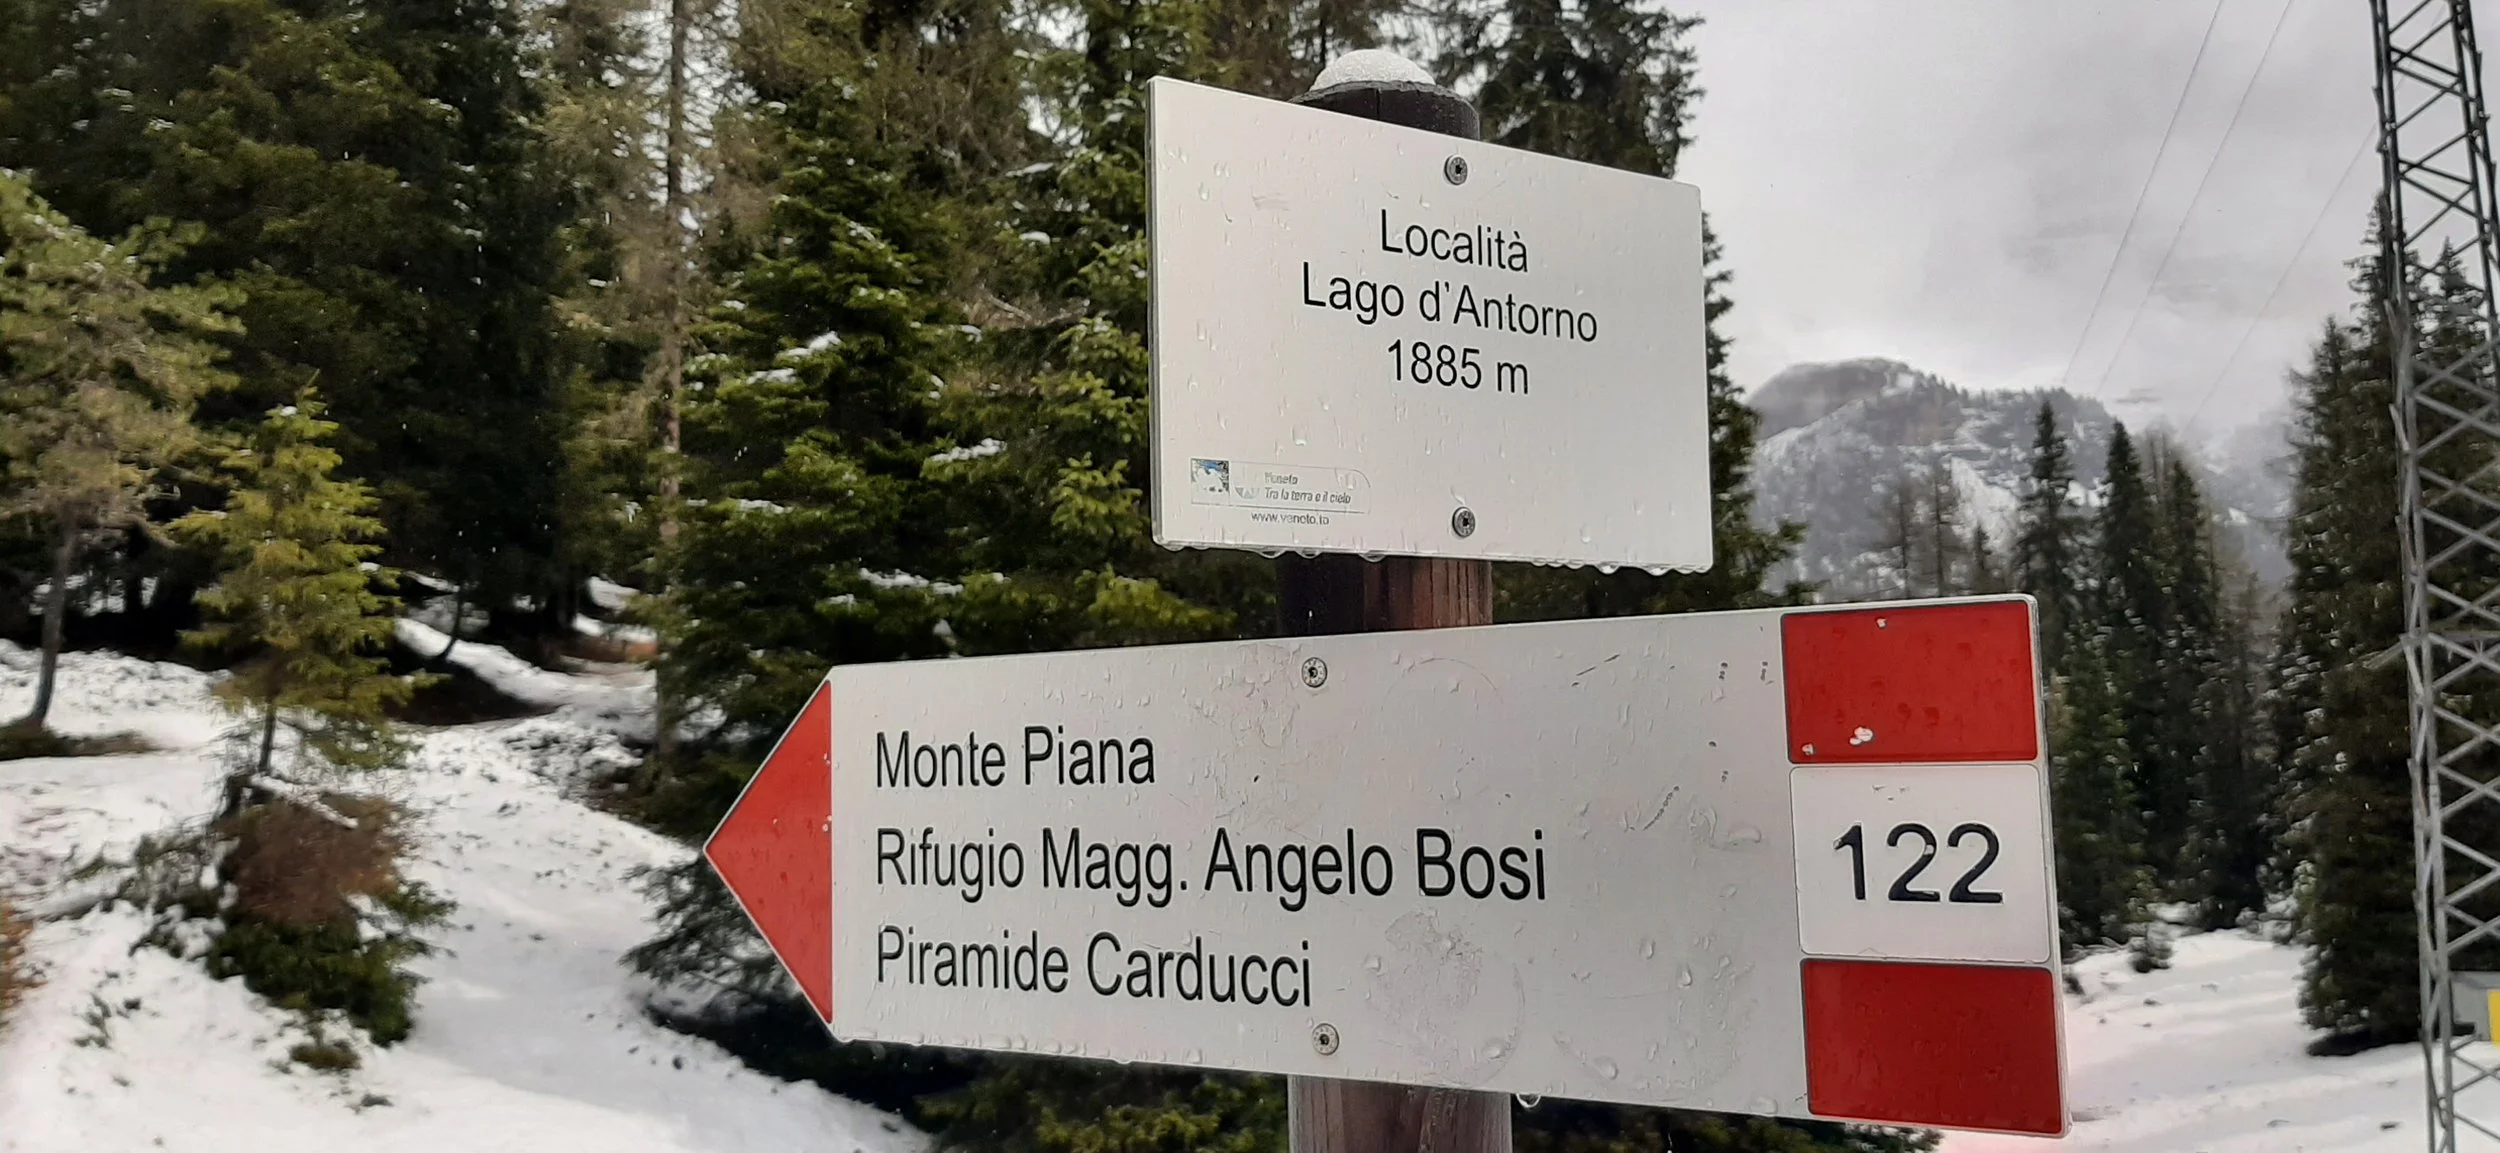 Località
Lago d'Antorno
1885 m
Veneto
Tra la terra e il cielo
www.veneto.to
Monte Piana
Rifugio Magg. Angelo Bosi
Piramide Carducci
122